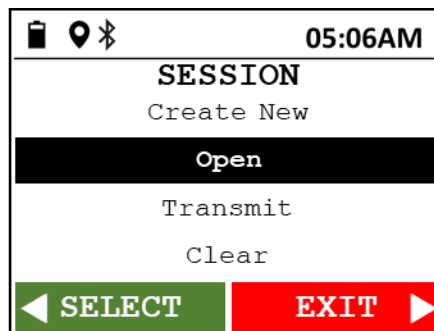 05:06AM
SESSION
Create New
Open
Transmit
Clear
SELECT EXIT